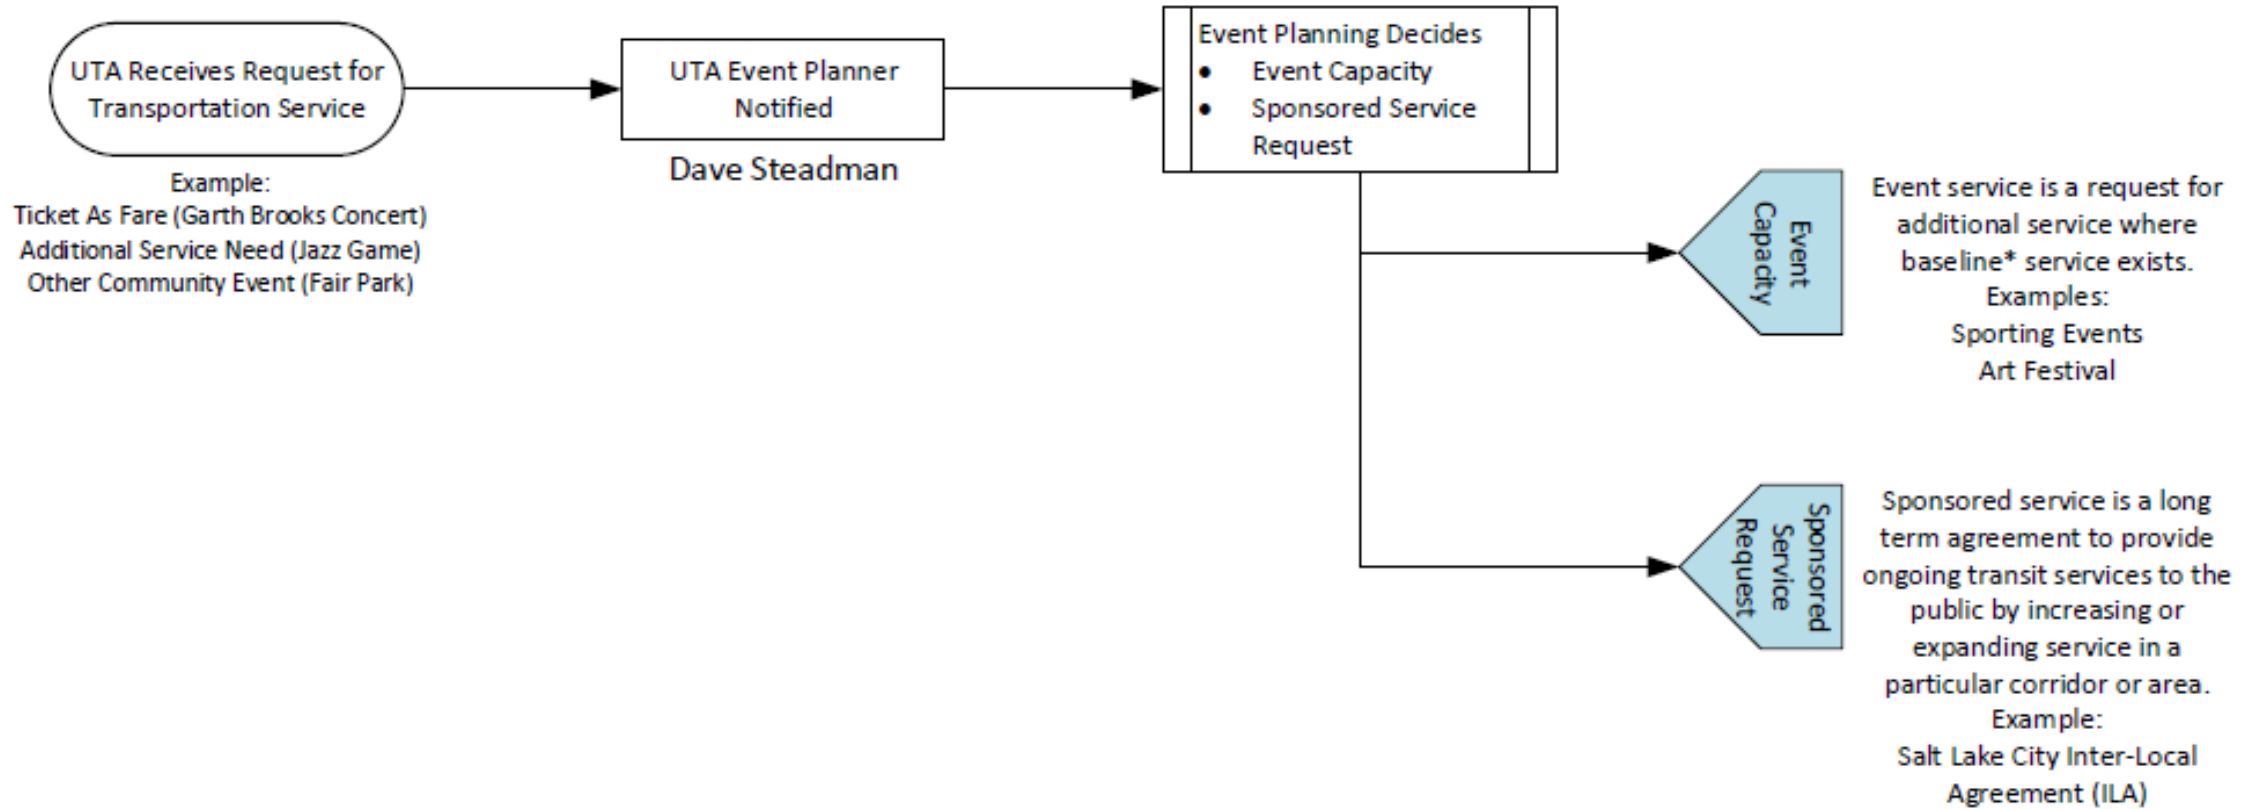 UTA Receives Request for
Transportation Service
Example:
Ticket As Fare (Garth Brooks Concert)
Additional Service Need (Jazz Game)
Other Community Event (Fair Park)
UTA Event Planner
Notified
Dave Steadman
Event Planning Decides
• Event Capacity
• Sponsored Service
Request
Event
Capacity
Event service is a request for
additional service where
baseline* service exists.
Examples:
Sporting Events
Art Festival
Sponsored
Service
Request
Sponsored service is a long
term agreement to provide
ongoing transit services to the
public by increasing or
expanding service in a
particular corridor or area.
Example:
Salt Lake City Inter-Local
Agreement (ILA)